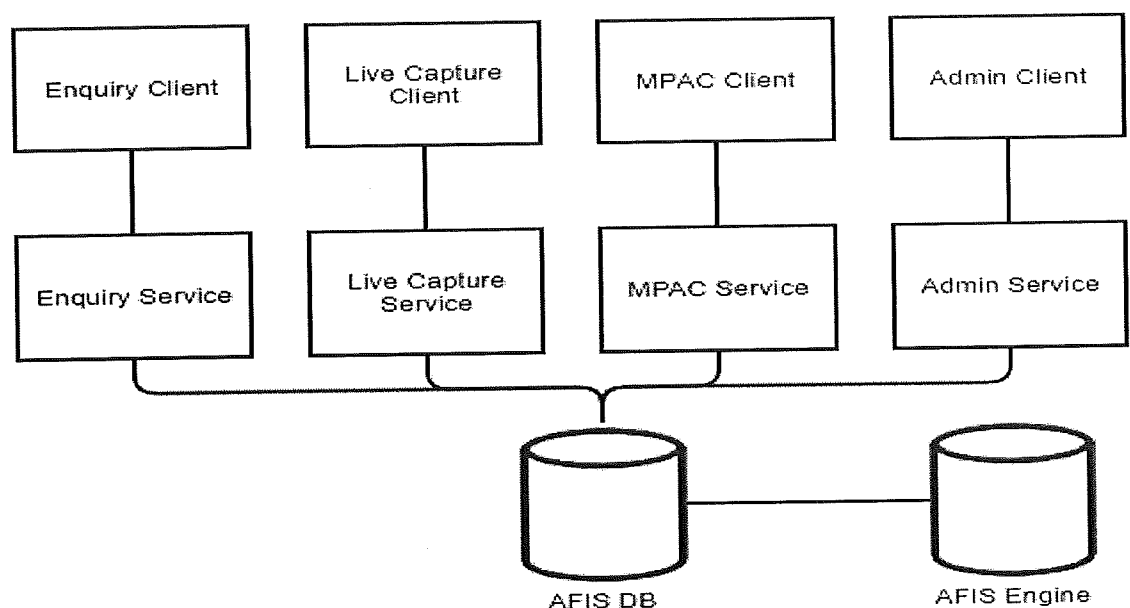 Enquiry Client
Live Capture
Client
MPAC Client
Admin Client
Enquiry Service
Live Capture
Service
MPAC Service
Admin Service
AFIS DB
AFIS Engine